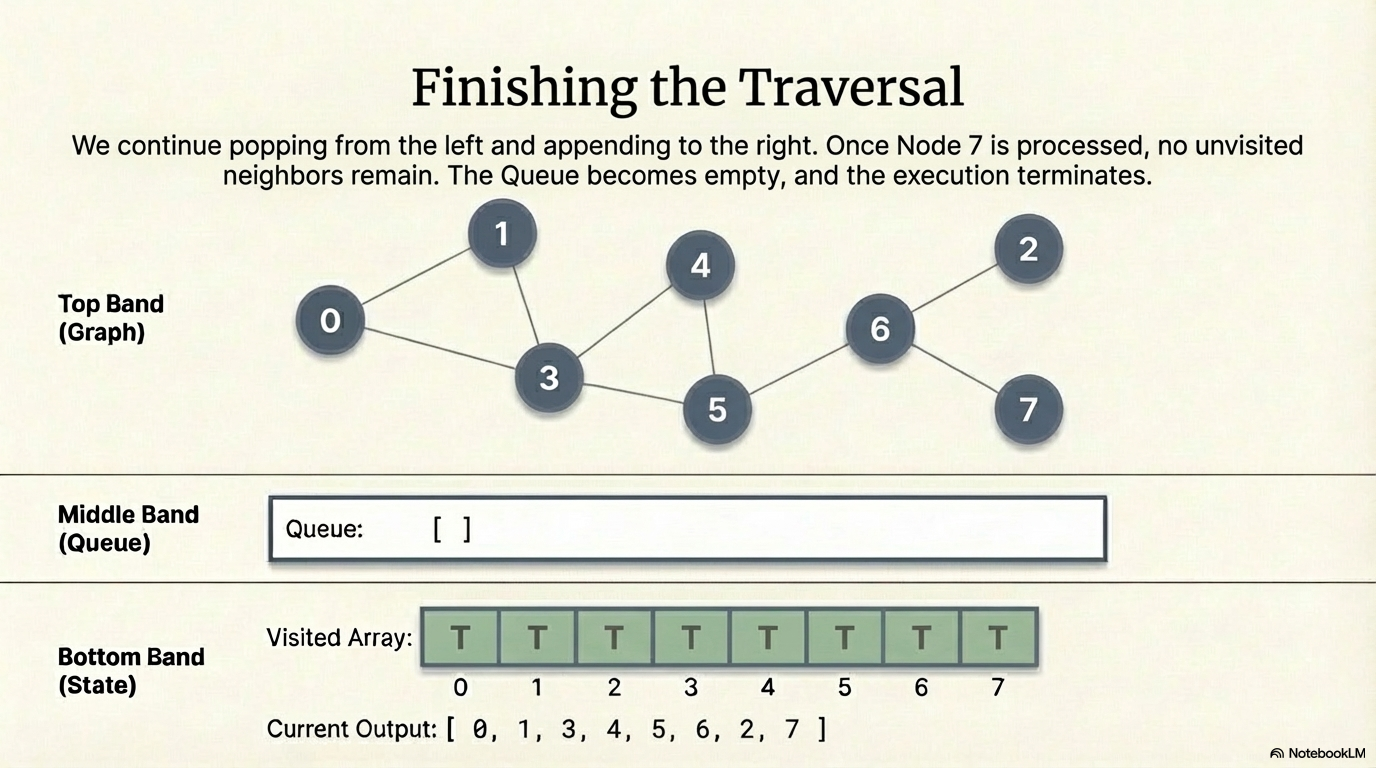 Finishing the Traversal
We continue popping from the left and appending to the right. Once Node 7 is processed, no unvisited
neighbors remain. The Queue becomes empty, and the execution terminates.
Top Band
(Graph)
0
1
3
4
5
6
2
7
Middle Band
(Queue)
Queue: [ ]
Bottom Band
(State)
Visited Array: T T T T T T T T
0 1 2 3 4 5 6 7
Current Output: [ 0, 1, 3, 4, 5, 6, 2, 7 ]
NotebookLM